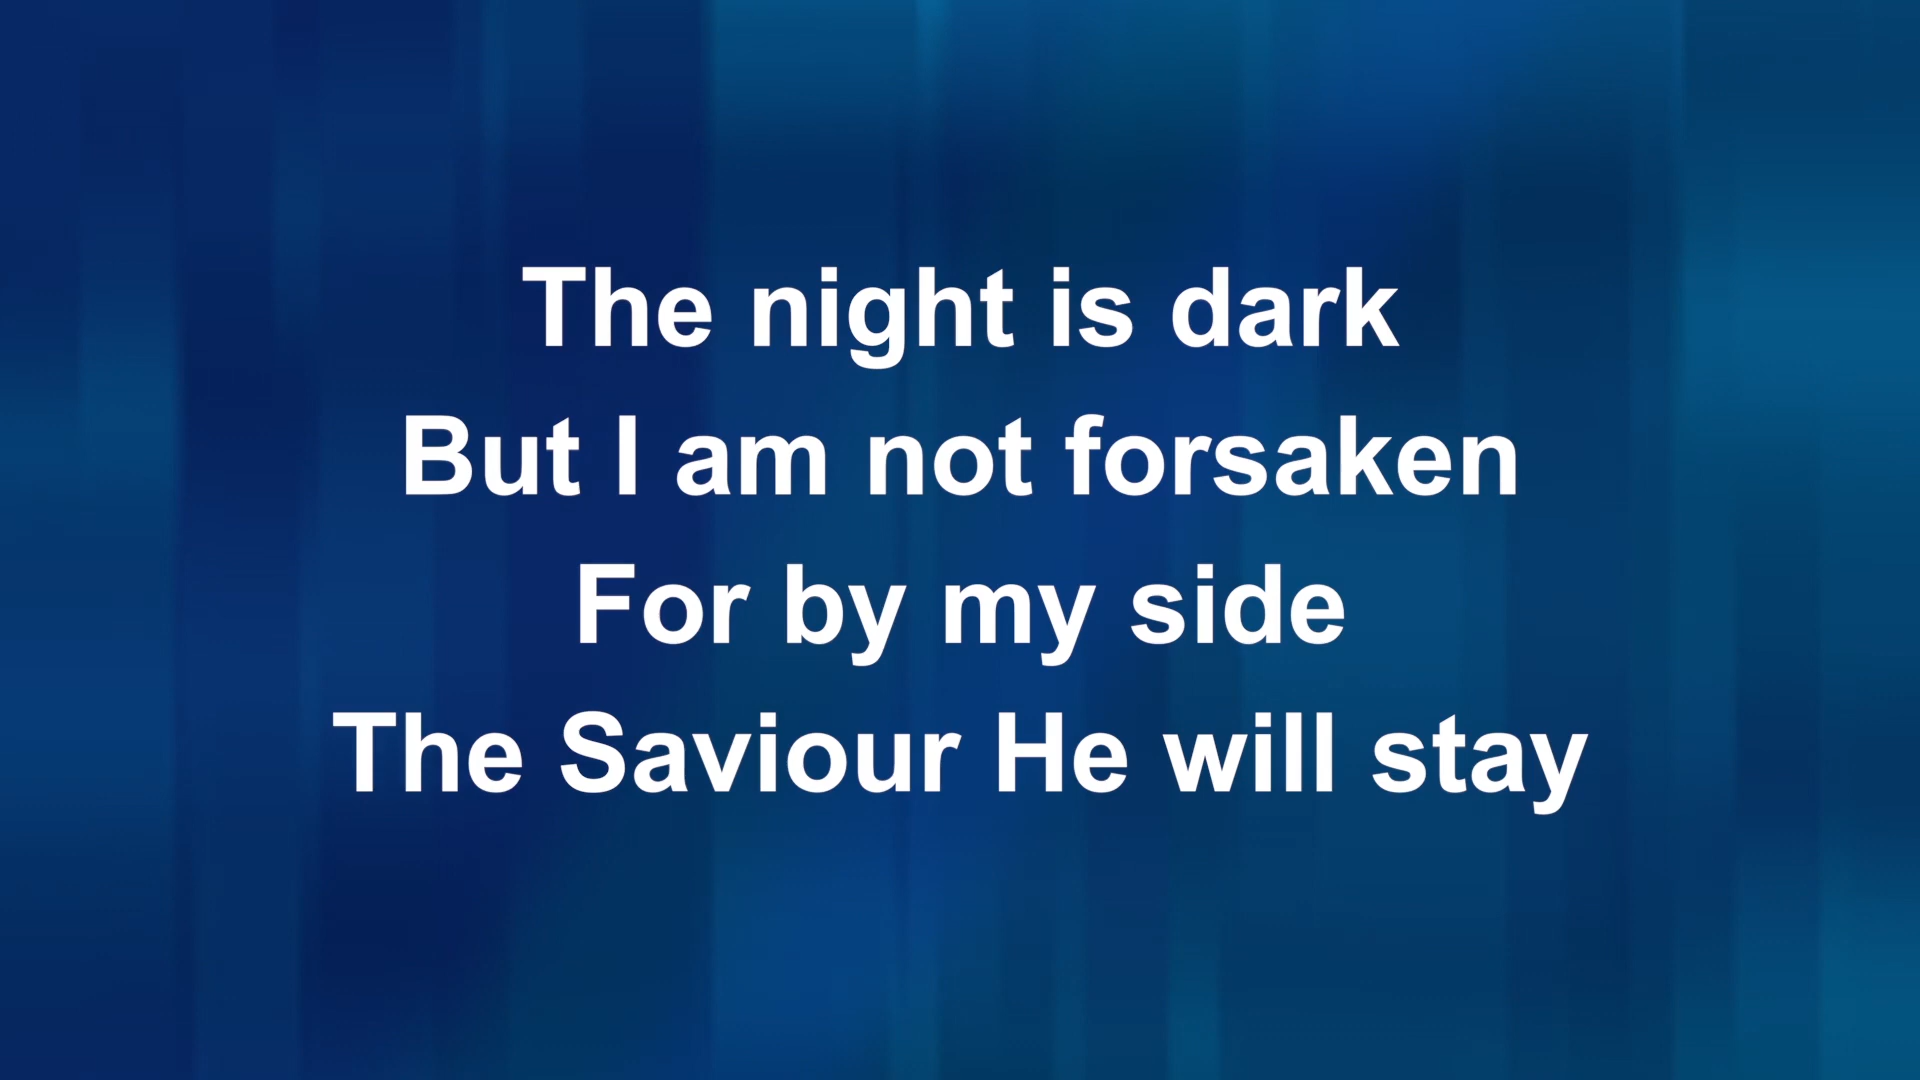 The night is dark
But I am not forsaken
For by my side
The Saviour He will stay